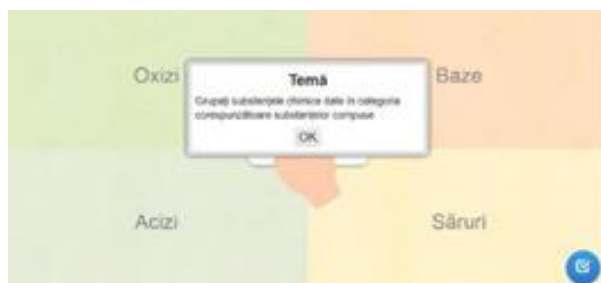 Oxizi
Baze
Temă
Grupați substanțele chimice date în categoria
corespunzătoare substanțelor compuse
OK
Acizi
Săruri